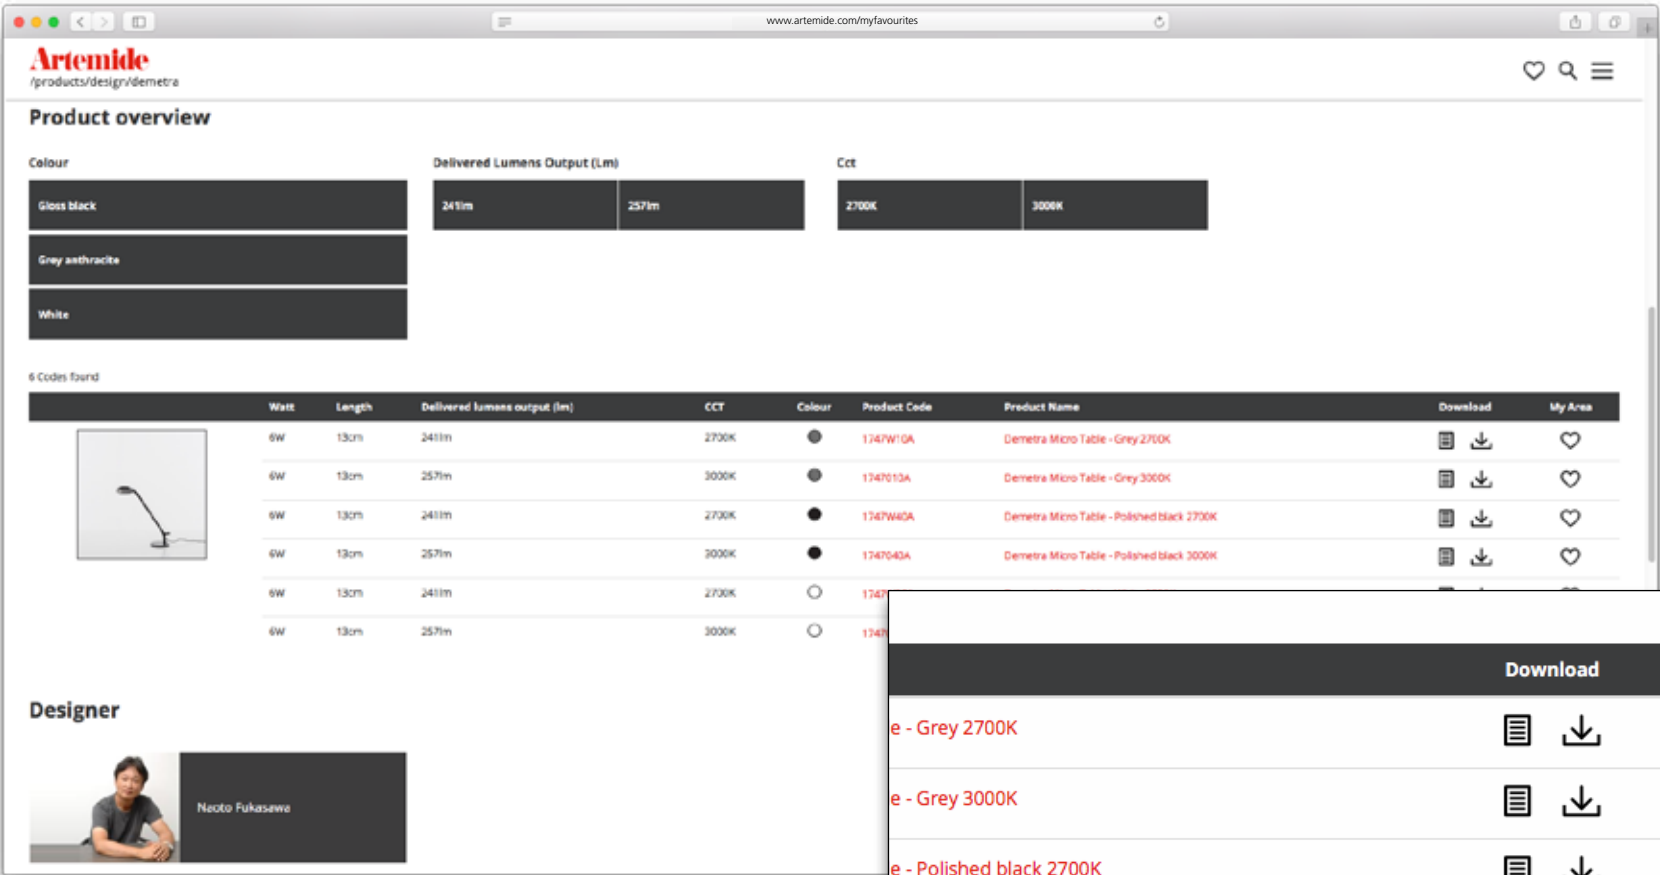 www.artemide.com/myfavourites
Artemide
/products/design/demetra
Product overview
Colour
Delivered Lumens Output (Lm)
Cct
Gloss black
241lm
257lm
2700K
3000K
Grey anthracite
White
6 Codes found
Watt Length Delivered lumens output (lm) CCT Colour Product Code Product Name Download My Area
6W 13cm 241lm 2700K 1747W10A Demetra Micro Table - Grey 2700K
6W 13cm 257lm 3000K 1747010A Demetra Micro Table - Grey 3000K
6W 13cm 241lm 2700K 1747W40A Demetra Micro Table - Polished black 2700K
6W 13cm 257lm 3000K 1747040A Demetra Micro Table - Polished black 3000K
6W 13cm 241lm 2700K 1747
6W 13cm 257lm 3000K 1747
Download
e - Grey 2700K
e - Grey 3000K
e - Polished black 2700K
Designer
Naoto Fukasawa